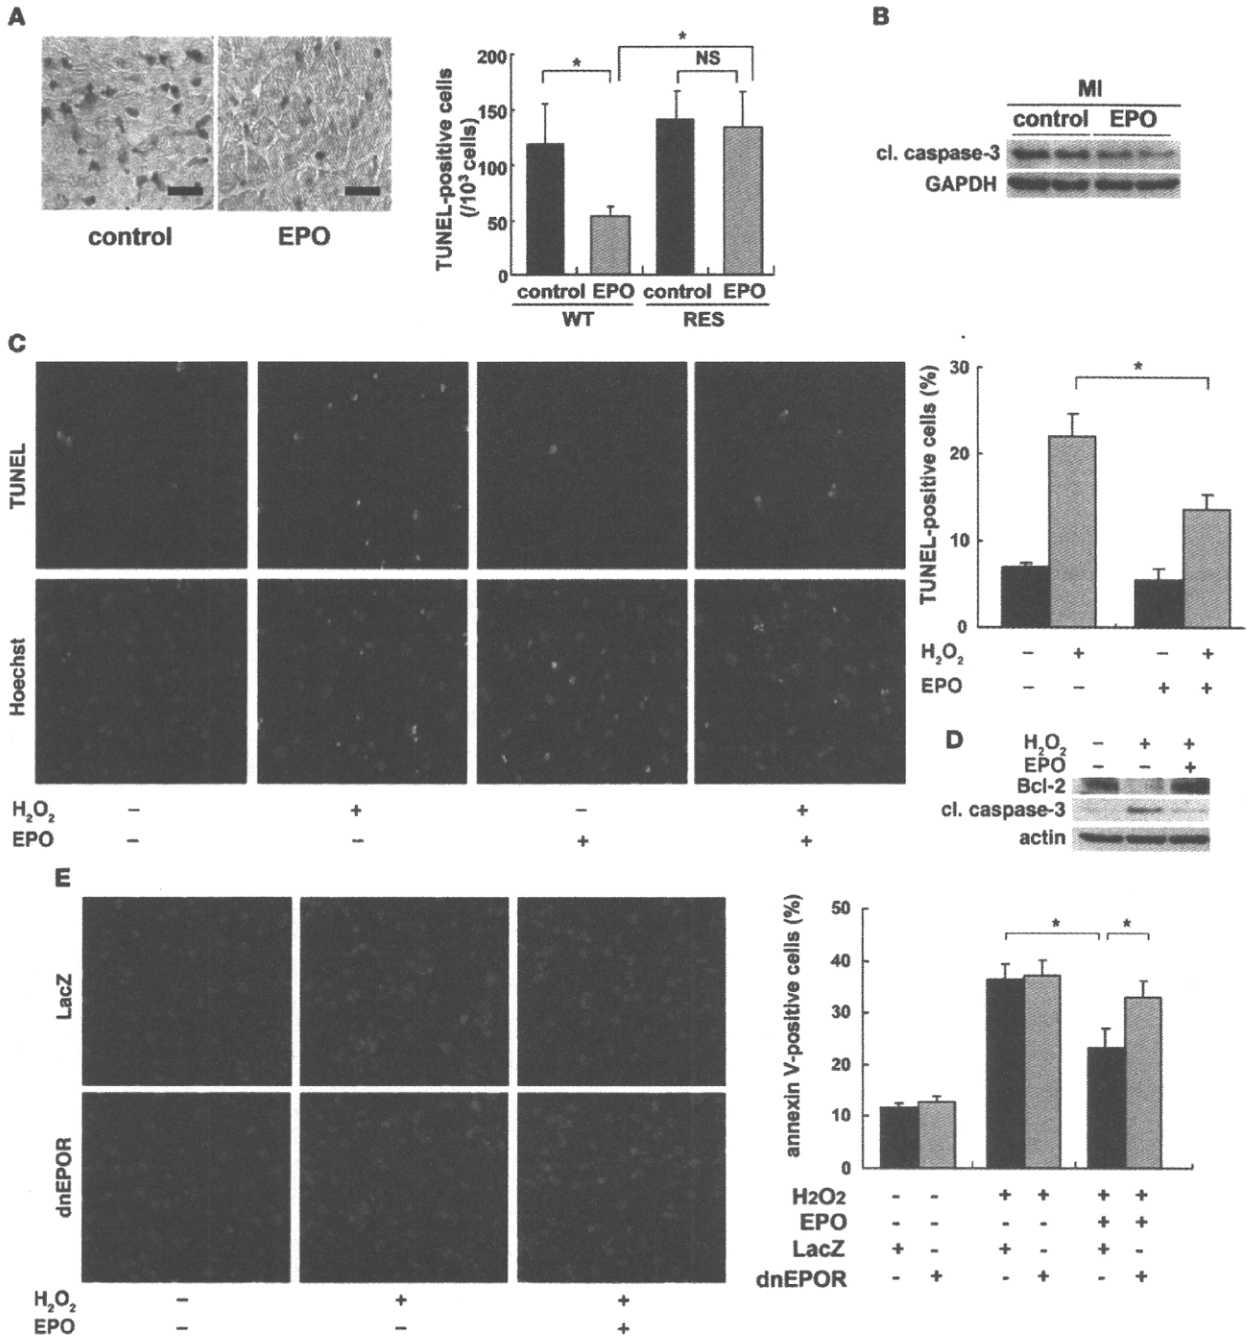 A
control
EPO
TUNEL-positive cells
(/10³ cells)
200
150
100
50
0
*
*
NS
control EPO control EPO
WT RES
B
MI
control EPO
cl. caspase-3
GAPDH
C
TUNEL
Hoechst
H₂O₂ – + – +
EPO – – + +
TUNEL-positive cells (%)
30
20
10
0
*
H₂O₂ – + – +
EPO – – + +
D
H₂O₂ – + +
EPO – – +
Bcl-2
cl. caspase-3
actin
E
LacZ
dnEPOR
H₂O₂ – + +
EPO – – +
annexin V-positive cells (%)
50
40
30
20
10
0
* *
H2O2 - - + + + +
EPO - - - - + +
LacZ + - + - + -
dnEPOR - + - + - +